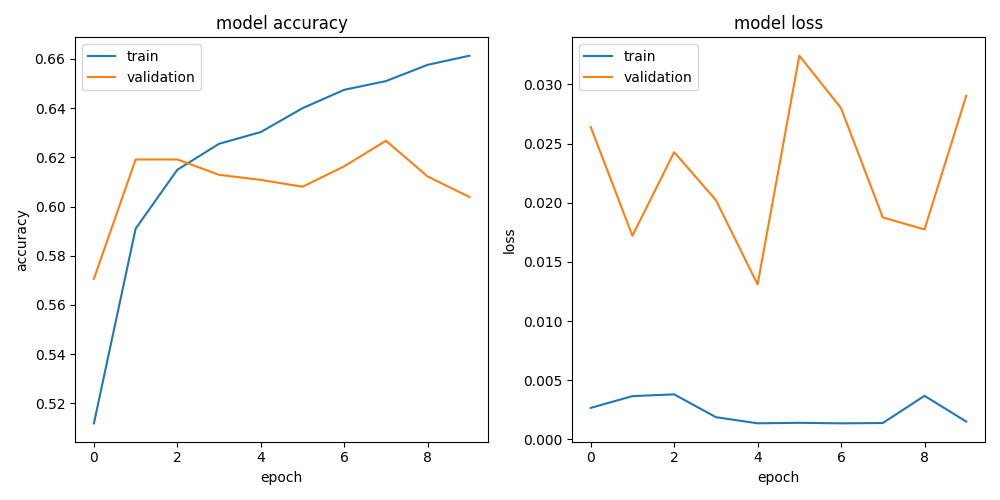 model accuracy
train
validation
0.66
0.64
0.62
0.60
0.58
0.56
0.54
0.52
accuracy
0 2 4 6 8
epoch
model loss
train
validation
0.030
0.025
0.020
0.015
0.010
0.005
0.000
loss
0 2 4 6 8
epoch